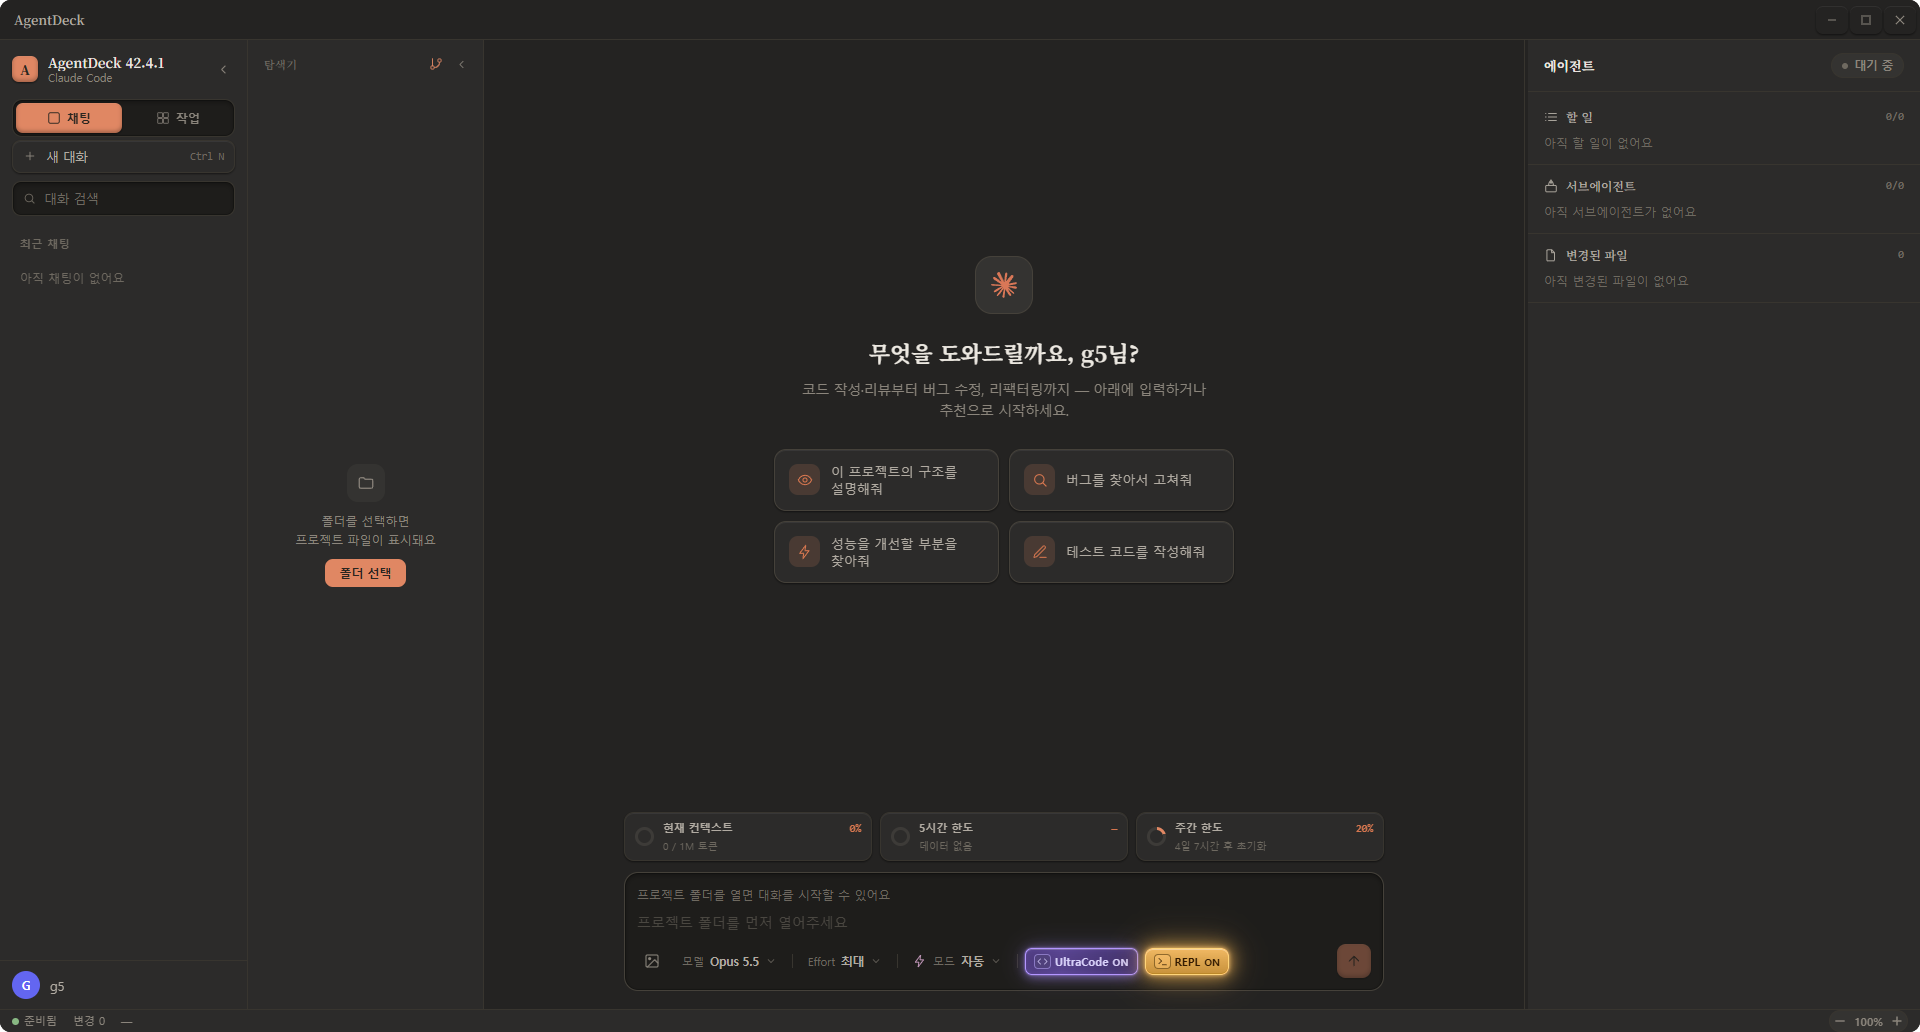 AgentDeck
A
AgentDeck 42.4.1
Claude Code
채팅
작업
새 대화
Ctrl N
대화 검색
최근 채팅
아직 채팅이 없어요
G
g5
탐색기
폴더를 선택하면
프로젝트 파일이 표시돼요
폴더 선택
무엇을 도와드릴까요, g5님?
코드 작성·리뷰부터 버그 수정, 리팩터링까지 — 아래에 입력하거나
추천으로 시작하세요.
이 프로젝트의 구조를
설명해줘
버그를 찾아서 고쳐줘
성능을 개선할 부분을
찾아줘
테스트 코드를 작성해줘
현재 컨텍스트
0%
0 / 1M 토큰
5시간 한도
–
데이터 없음
주간 한도
20%
4일 7시간 후 초기화
프로젝트 폴더를 열면 대화를 시작할 수 있어요
프로젝트 폴더를 먼저 열어주세요
모델 Opus 5.5
Effort 최대
모드 자동
UltraCode ON
REPL ON
에이전트
대기 중
할 일
0/0
아직 할 일이 없어요
서브에이전트
0/0
아직 서브에이전트가 없어요
변경된 파일
0
아직 변경된 파일이 없어요
준비됨
변경 0
—
100%